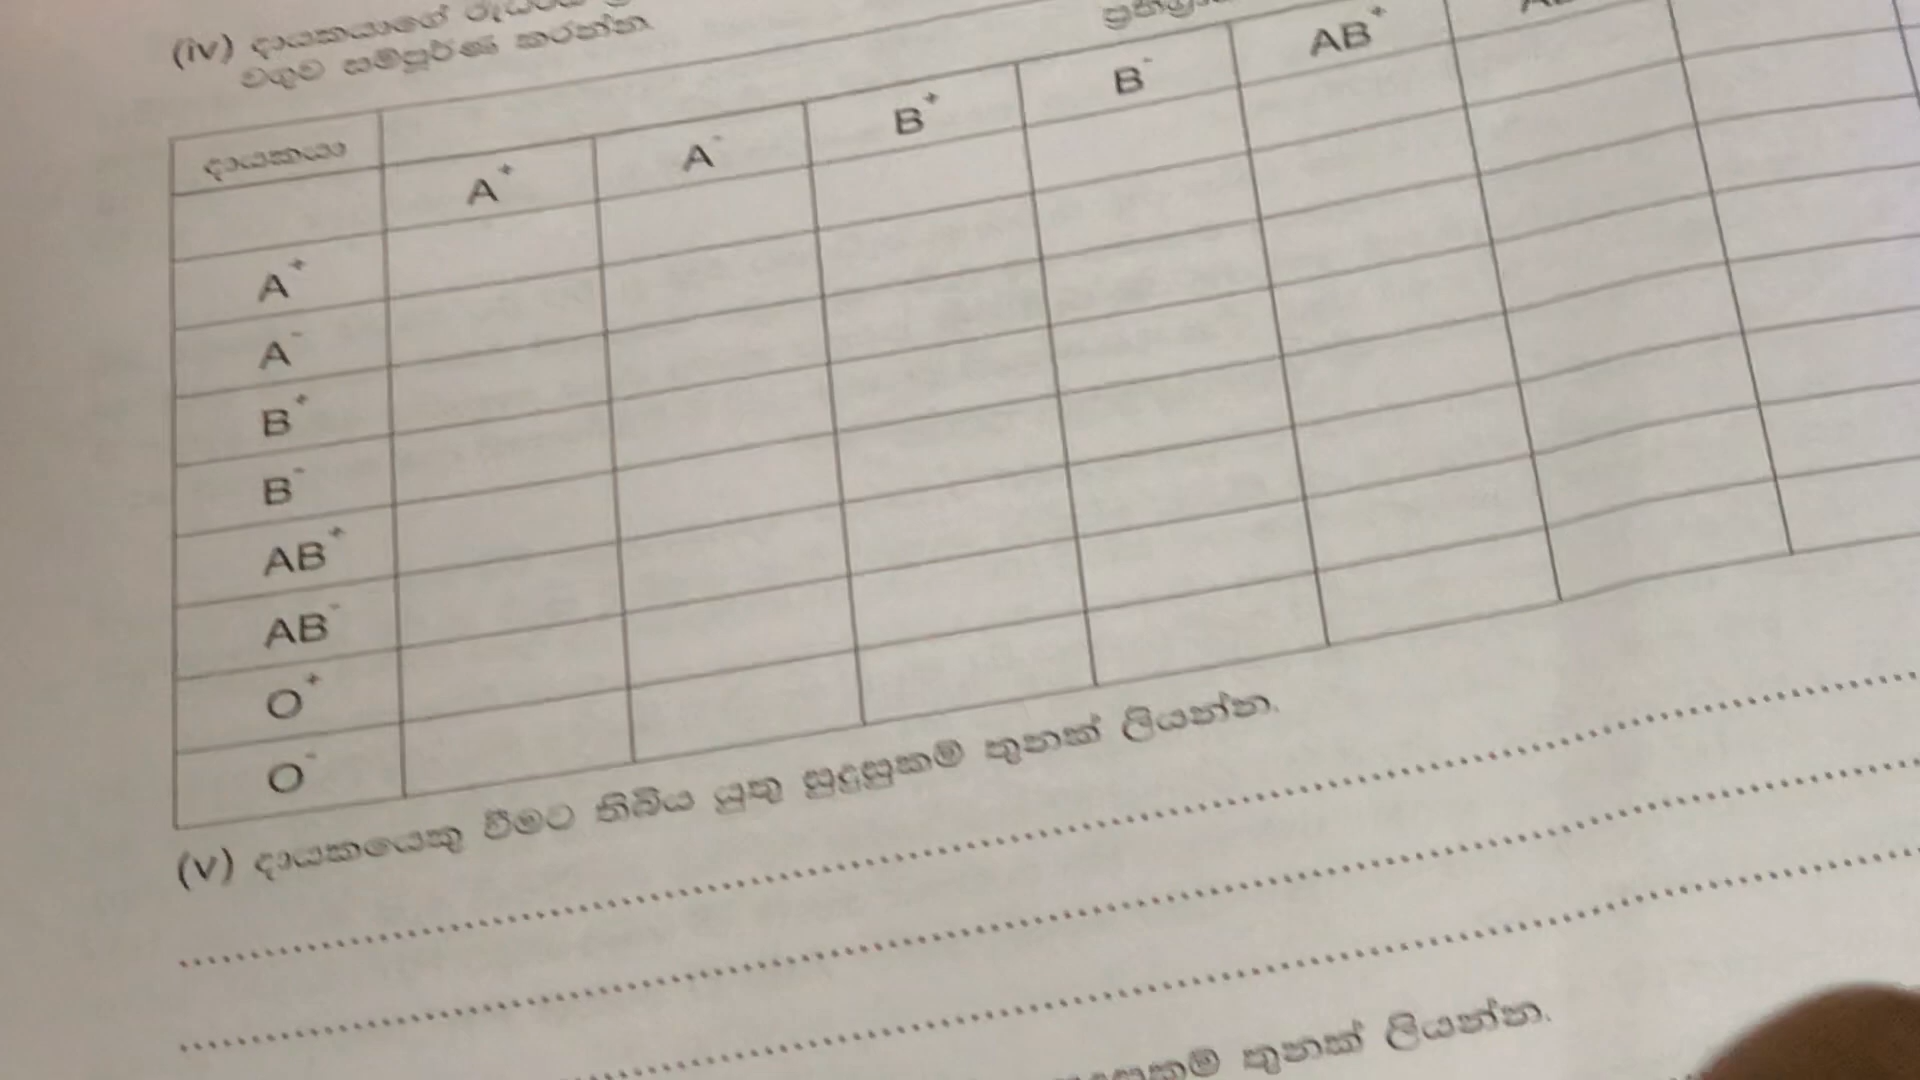 (iv) දායකයාගේ
වගුව සම්පූර්ණ කරන්න.
දායකයා
A⁺ A⁻ B⁺ B⁻ AB⁺
A⁺
A⁻
B⁺
B⁻
AB⁺
AB⁻
O⁺
O⁻
(v) දායකයෙකු වීමට තිබිය යුතු සුදුසුකම් තුනක් ලියන්න.
තුනක් ලියන්න.